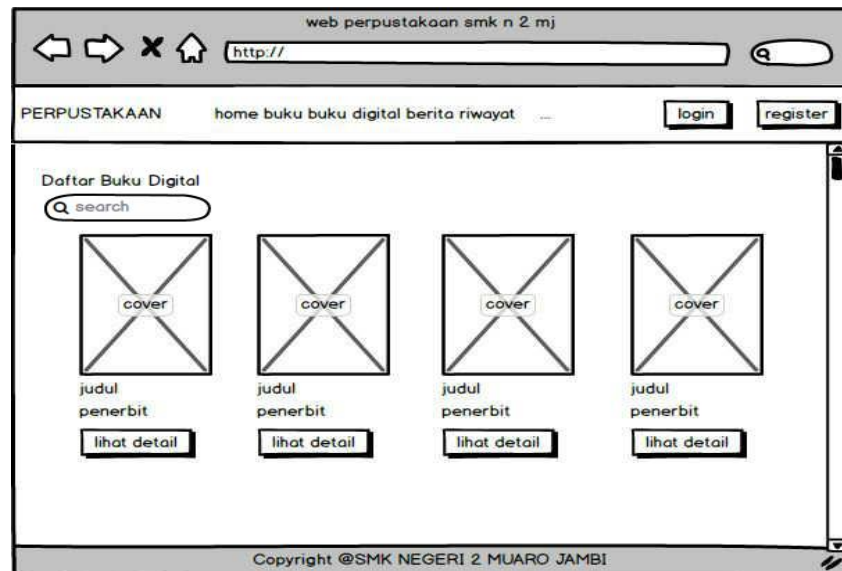 web perpustakaan smk n 2 mj
http://
PERPUSTAKAAN home buku buku digital berita riwayat ... login register
Daftar Buku Digital
search
cover cover cover cover
judul judul judul judul
penerbit penerbit penerbit penerbit
lihat detail lihat detail lihat detail lihat detail
Copyright @SMK NEGERI 2 MUARO JAMBI